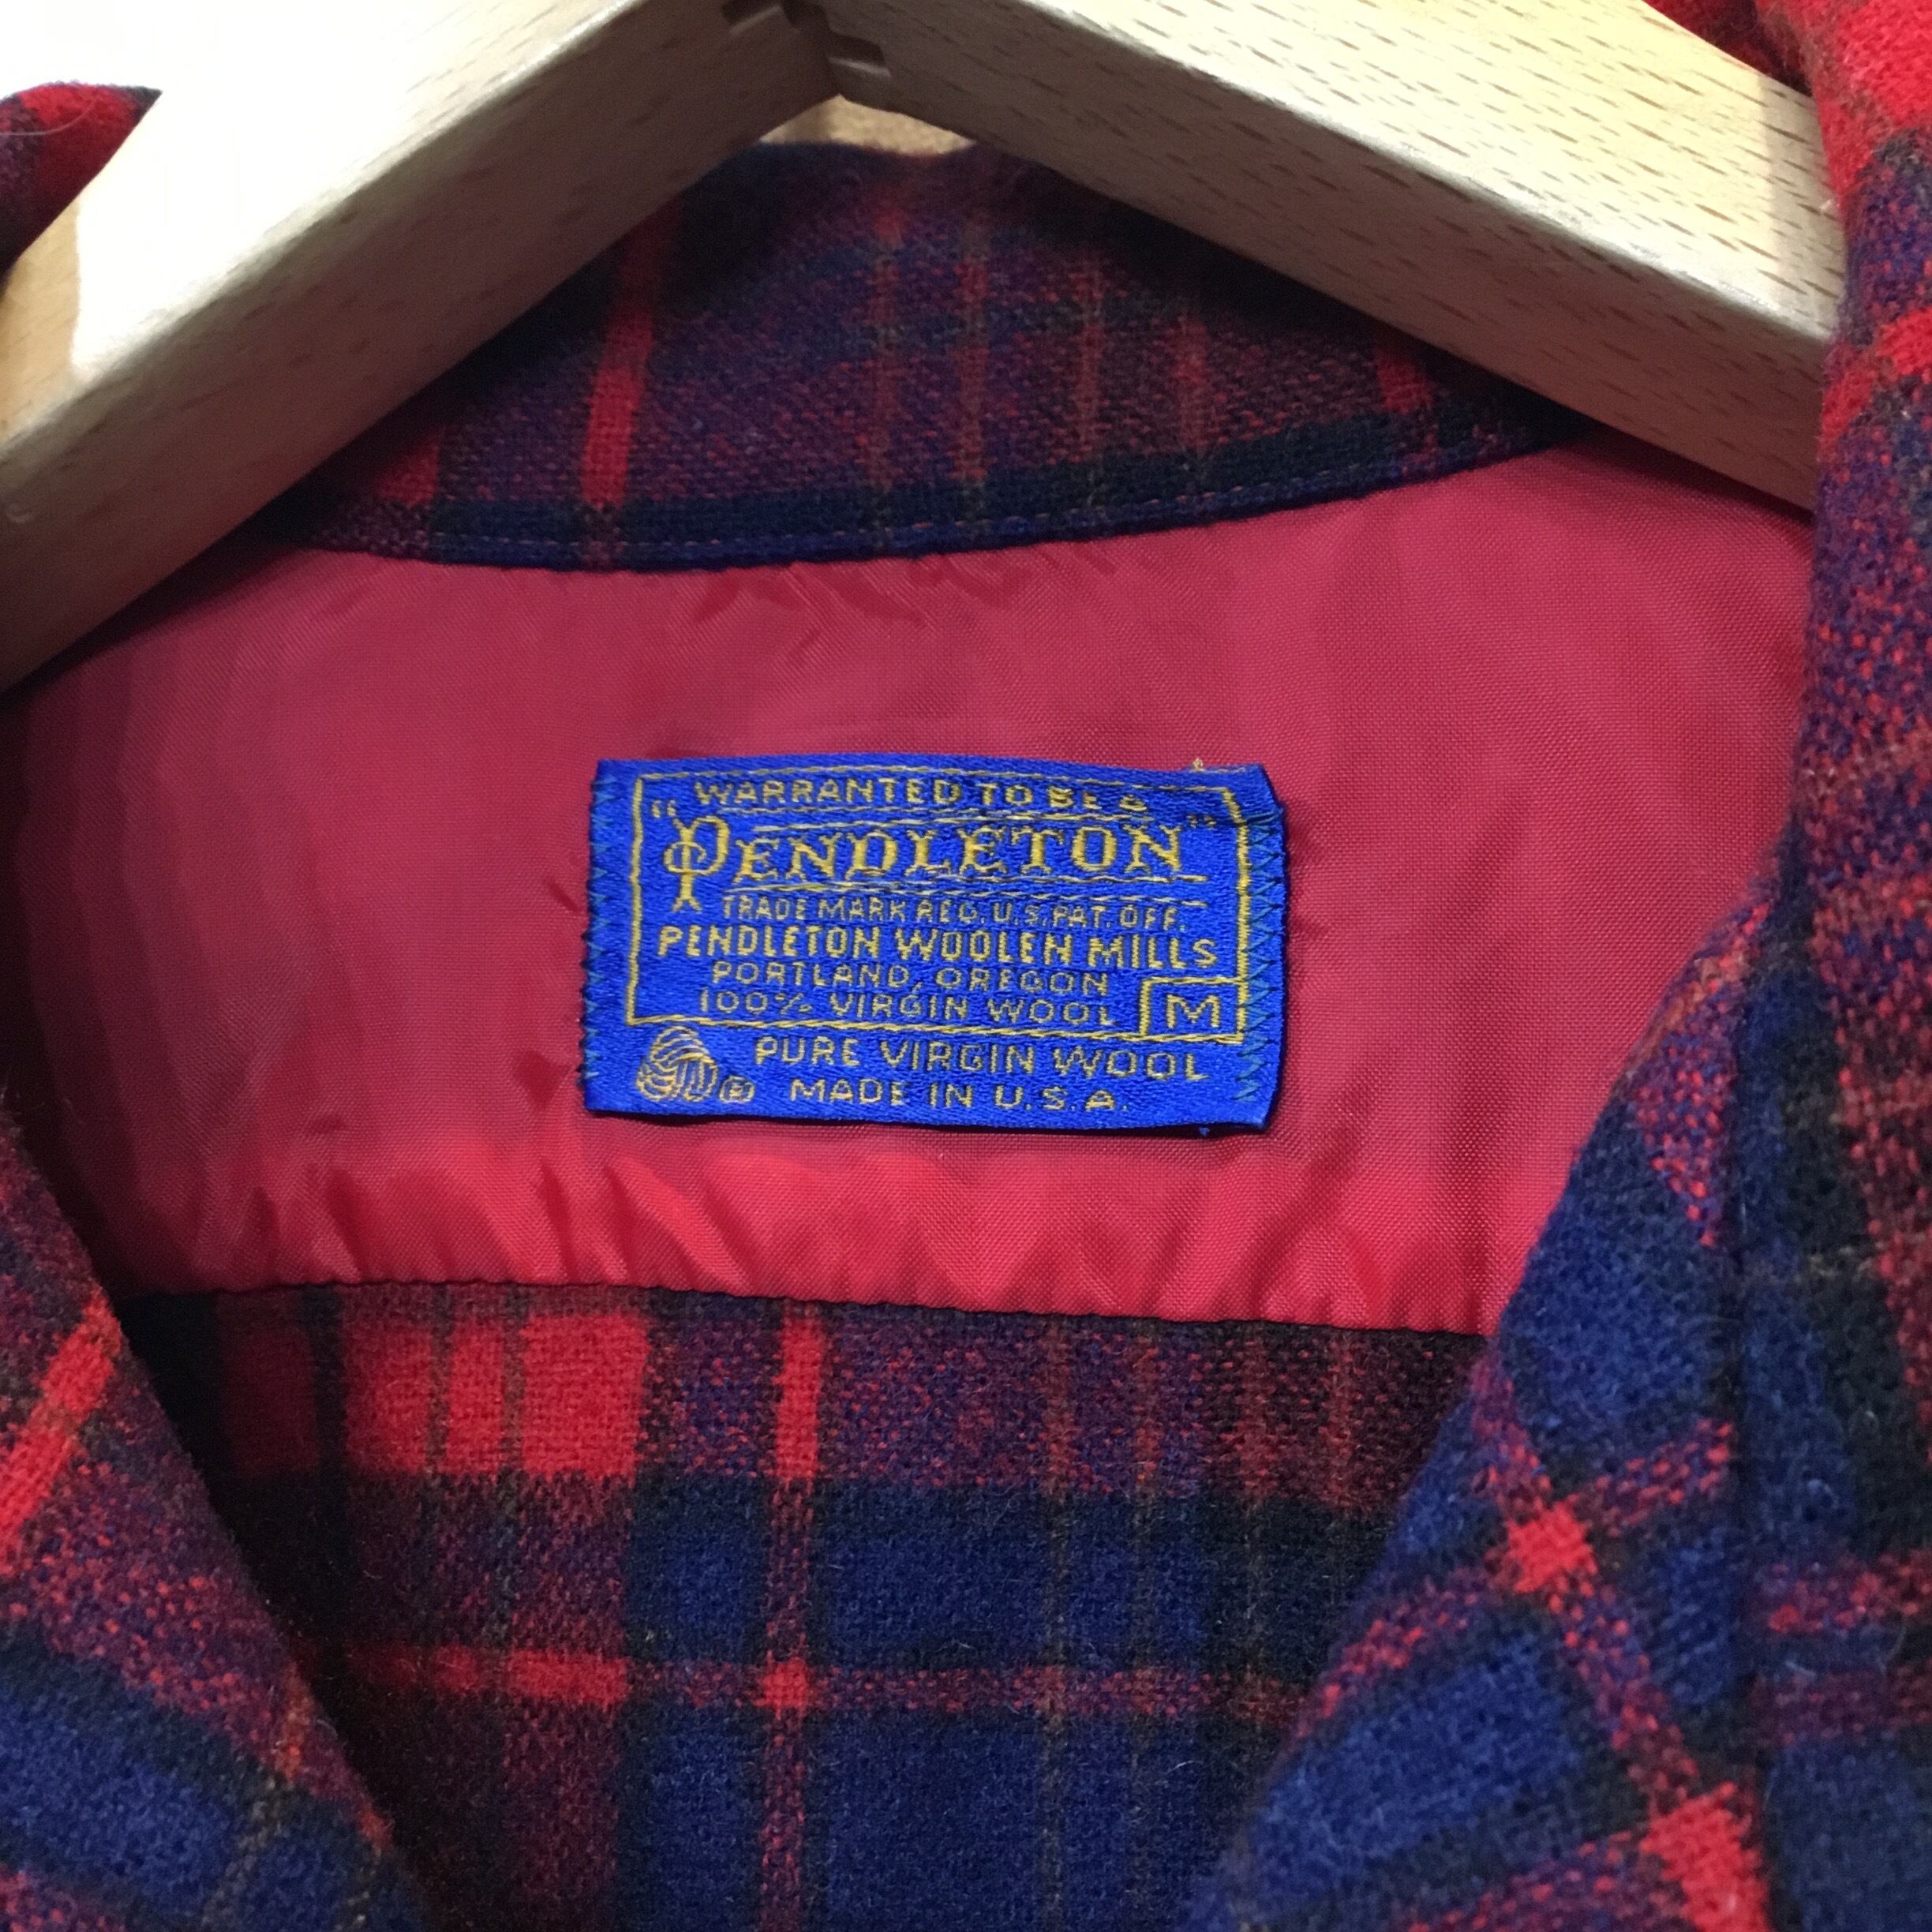 WARRANTED TO BE A
"PENDLETON"
TRADE MARK REG. U.S. PAT. OFF.
PENDLETON WOOLEN MILLS
PORTLAND, OREGON
100% VIRGIN WOOL M
PURE VIRGIN WOOL
® MADE IN U.S.A.